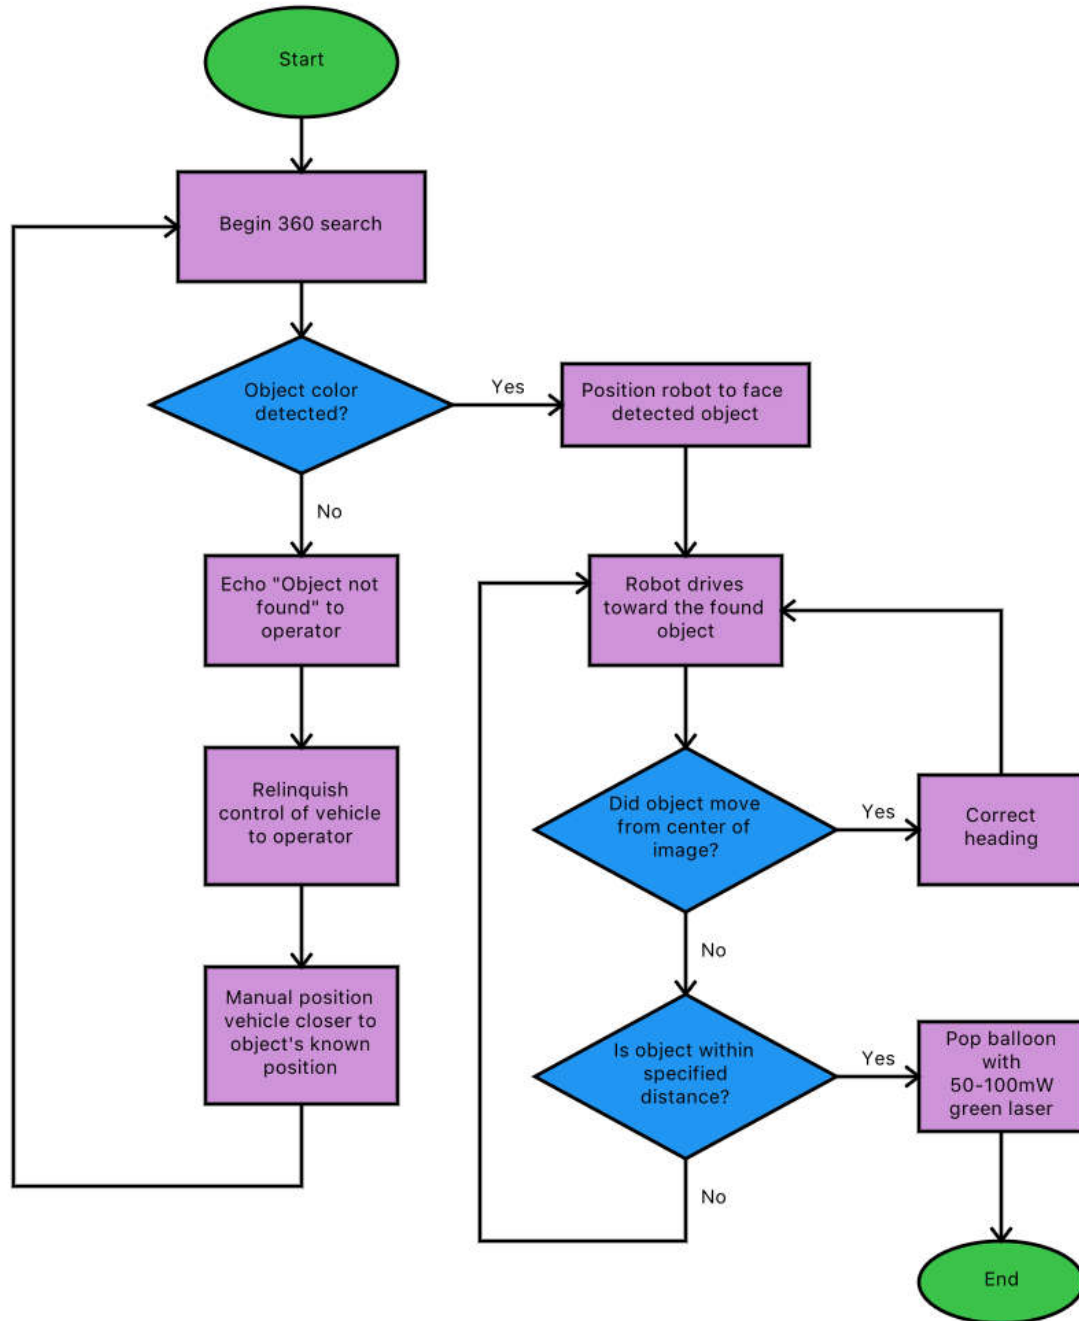 Start
Begin 360 search
Object color
detected?
Yes
Position robot to face
detected object
No
Echo "Object not
found" to
operator
Robot drives
toward the found
object
Relinquish
control of vehicle
to operator
Did object move
from center of
image?
Yes
Correct
heading
No
Manual position
vehicle closer to
object's known
position
Is object within
specified
distance?
Yes
Pop balloon
with
50-100mW
green laser
No
End